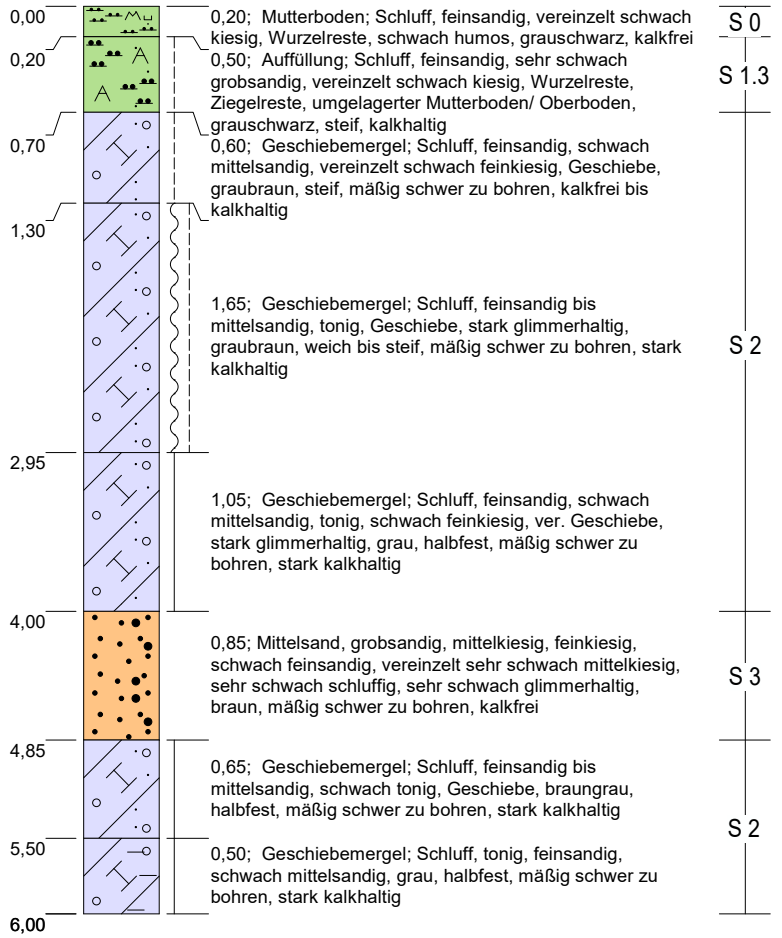 0,00
0,20; Mutterboden; Schluff, feinsandig, vereinzelt schwach
kiesig, Wurzelreste, schwach humos, grauschwarz, kalkfrei
S 0
0,20
0,50; Auffüllung; Schluff, feinsandig, sehr schwach
grobsandig, vereinzelt schwach kiesig, Wurzelreste,
Ziegelreste, umgelagerter Mutterboden/ Oberboden,
grauschwarz, steif, kalkhaltig
S 1.3
0,70
0,60; Geschiebemergel; Schluff, feinsandig, schwach
mittelsandig, vereinzelt schwach feinkiesig, Geschiebe,
graubraun, steif, mäßig schwer zu bohren, kalkfrei bis
kalkhaltig
1,30
1,65; Geschiebemergel; Schluff, feinsandig bis
mittelsandig, tonig, Geschiebe, stark glimmerhaltig,
graubraun, weich bis steif, mäßig schwer zu bohren, stark
kalkhaltig
S 2
2,95
1,05; Geschiebemergel; Schluff, feinsandig, schwach
mittelsandig, tonig, schwach feinkiesig, ver. Geschiebe,
stark glimmerhaltig, grau, halbfest, mäßig schwer zu
bohren, stark kalkhaltig
4,00
0,85; Mittelsand, grobsandig, mittelkiesig, feinkiesig,
schwach feinsandig, vereinzelt sehr schwach mittelkiesig,
sehr schwach schluffig, sehr schwach glimmerhaltig,
braun, mäßig schwer zu bohren, kalkfrei
S 3
4,85
0,65; Geschiebemergel; Schluff, feinsandig bis
mittelsandig, schwach tonig, Geschiebe, braungrau,
halbfest, mäßig schwer zu bohren, stark kalkhaltig
S 2
5,50
0,50; Geschiebemergel; Schluff, tonig, feinsandig,
schwach mittelsandig, grau, halbfest, mäßig schwer zu
bohren, stark kalkhaltig
6,00